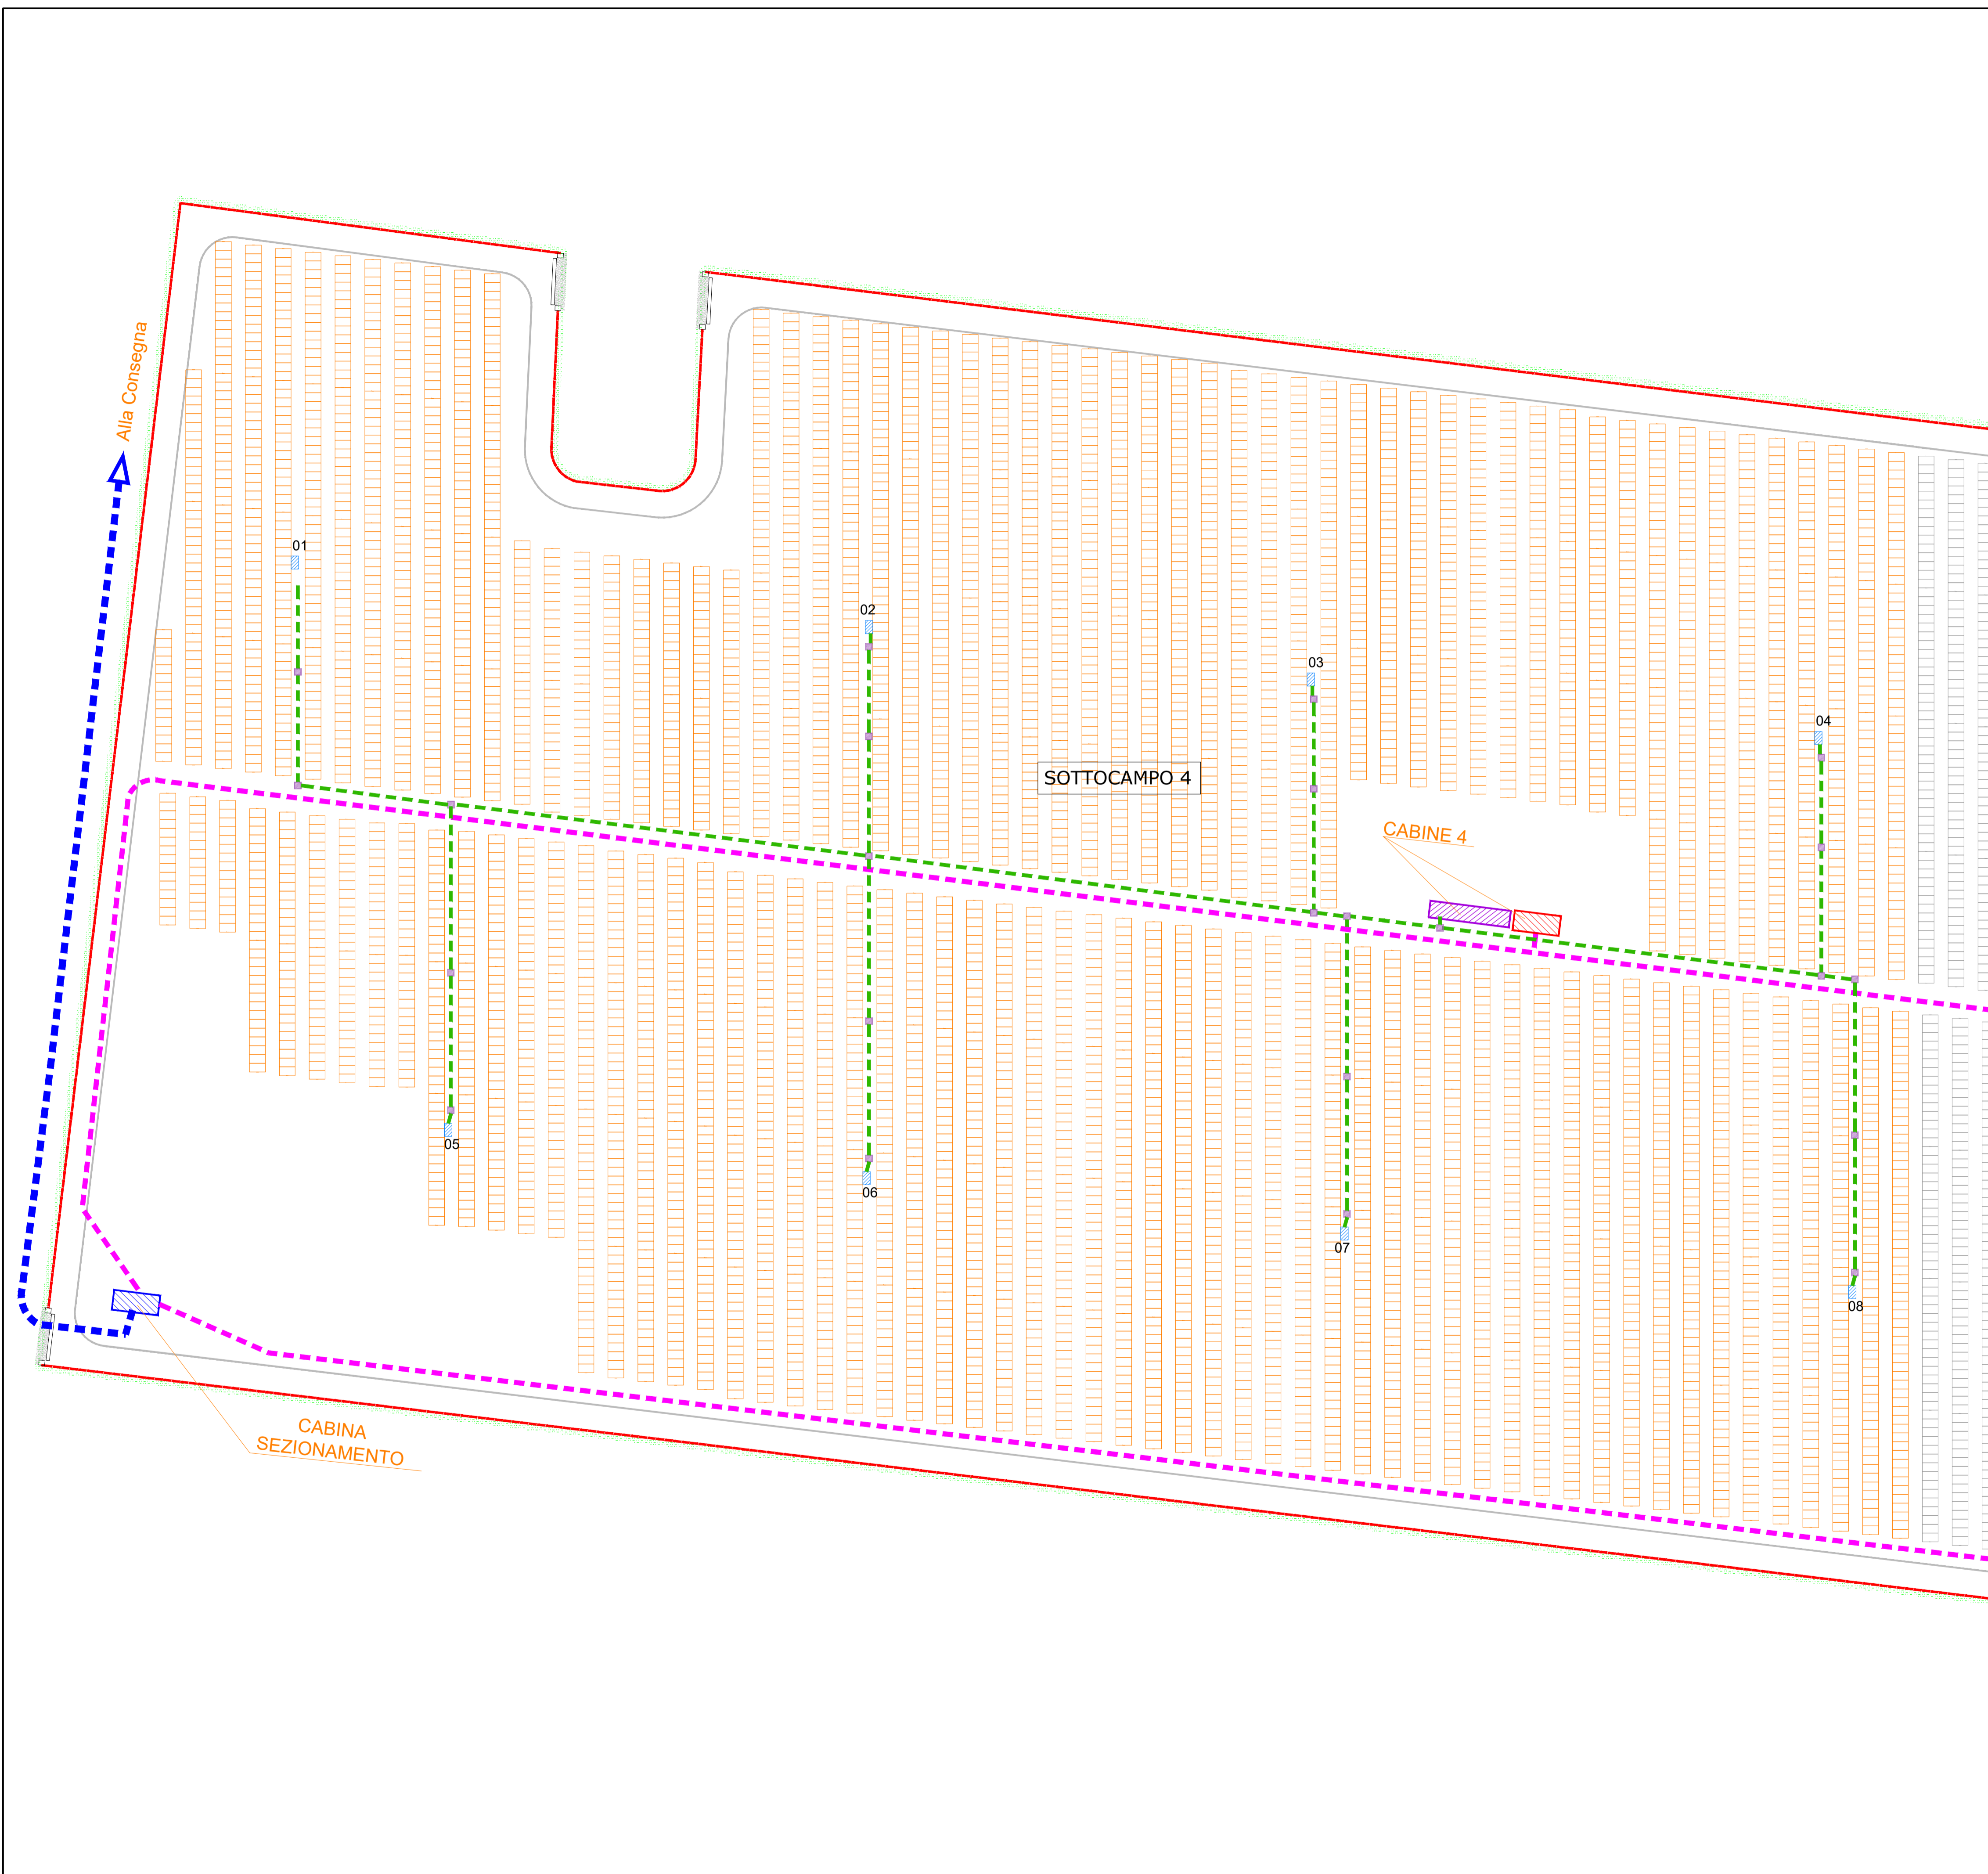 Alla Consegna
01
02
03
04
SOTTOCAMPO 4
CABINE 4
05
06
07
08
CABINA
SEZIONAMENTO